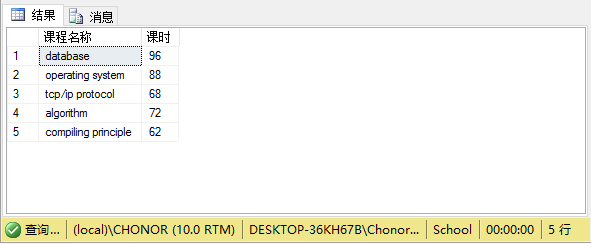 结果 消息
课程名称 课时
1 database 96
2 operating system 88
3 tcp/ip protocol 68
4 algorithm 72
5 compiling principle 62
查询... (local)\CHONOR (10.0 RTM) DESKTOP-36KH67B\Chonor... School 00:00:00 5 行